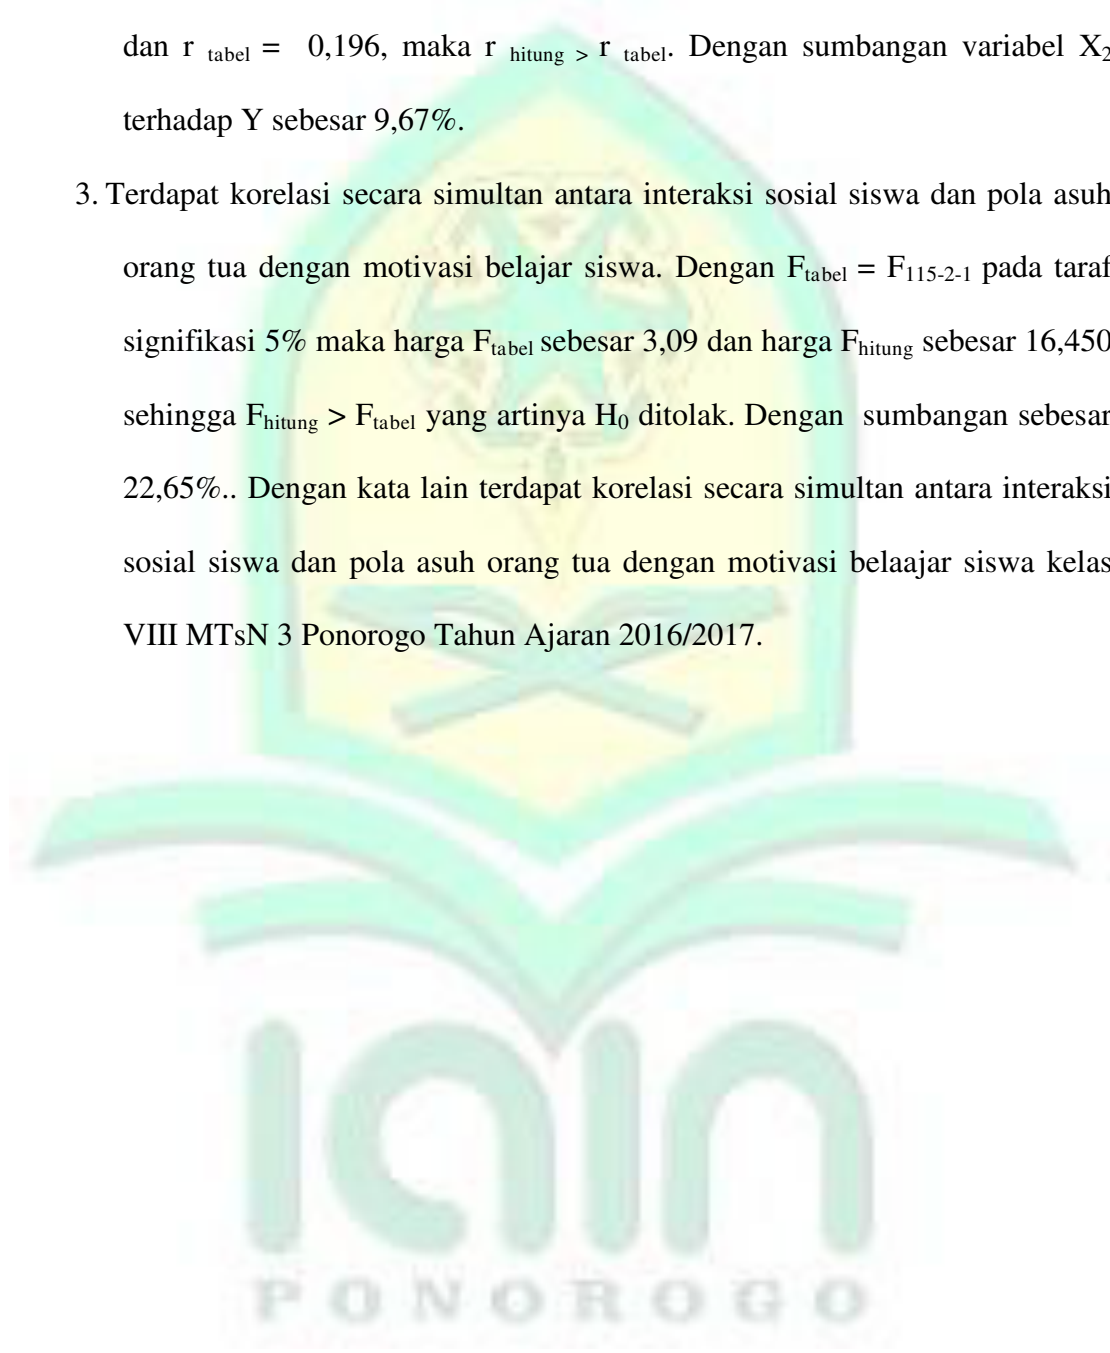 dan r tabel = 0,196, maka r hitung > r tabel. Dengan sumbangan variabel X2
terhadap Y sebesar 9,67%.
3. Terdapat korelasi secara simultan antara interaksi sosial siswa dan pola asuh
orang tua dengan motivasi belajar siswa. Dengan Ftabel = F115-2-1 pada taraf
signifikasi 5% maka harga Ftabel sebesar 3,09 dan harga Fhitung sebesar 16,450
sehingga Fhitung > Ftabel yang artinya H0 ditolak. Dengan sumbangan sebesar
22,65%.. Dengan kata lain terdapat korelasi secara simultan antara interaksi
sosial siswa dan pola asuh orang tua dengan motivasi belaajar siswa kelas
VIII MTsN 3 Ponorogo Tahun Ajaran 2016/2017.
IAIN
PONOROGO